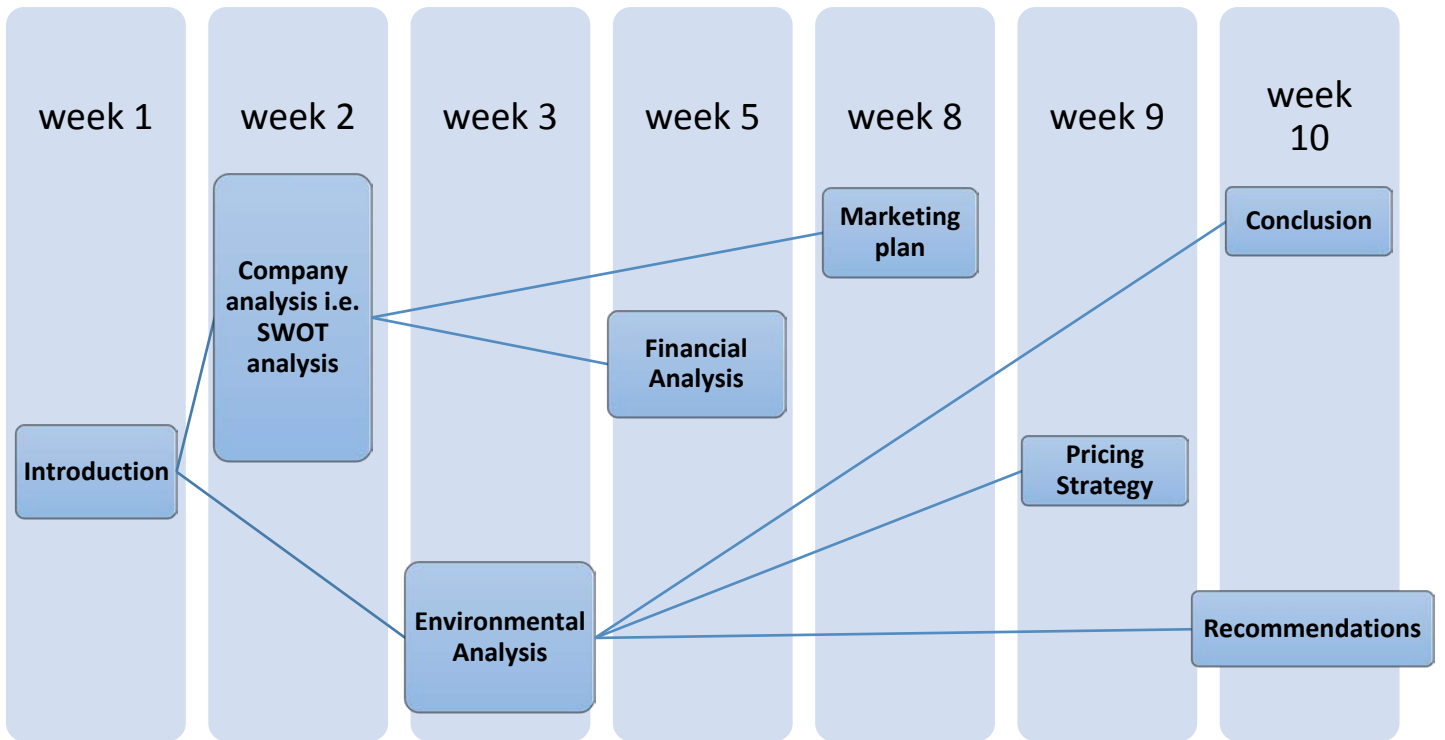 week 1
week 2
week 3
week 5
week 8
week 9
week
10
Introduction
Company
analysis i.e.
SWOT
analysis
Environmental
Analysis
Financial
Analysis
Marketing
plan
Pricing
Strategy
Conclusion
Recommendations